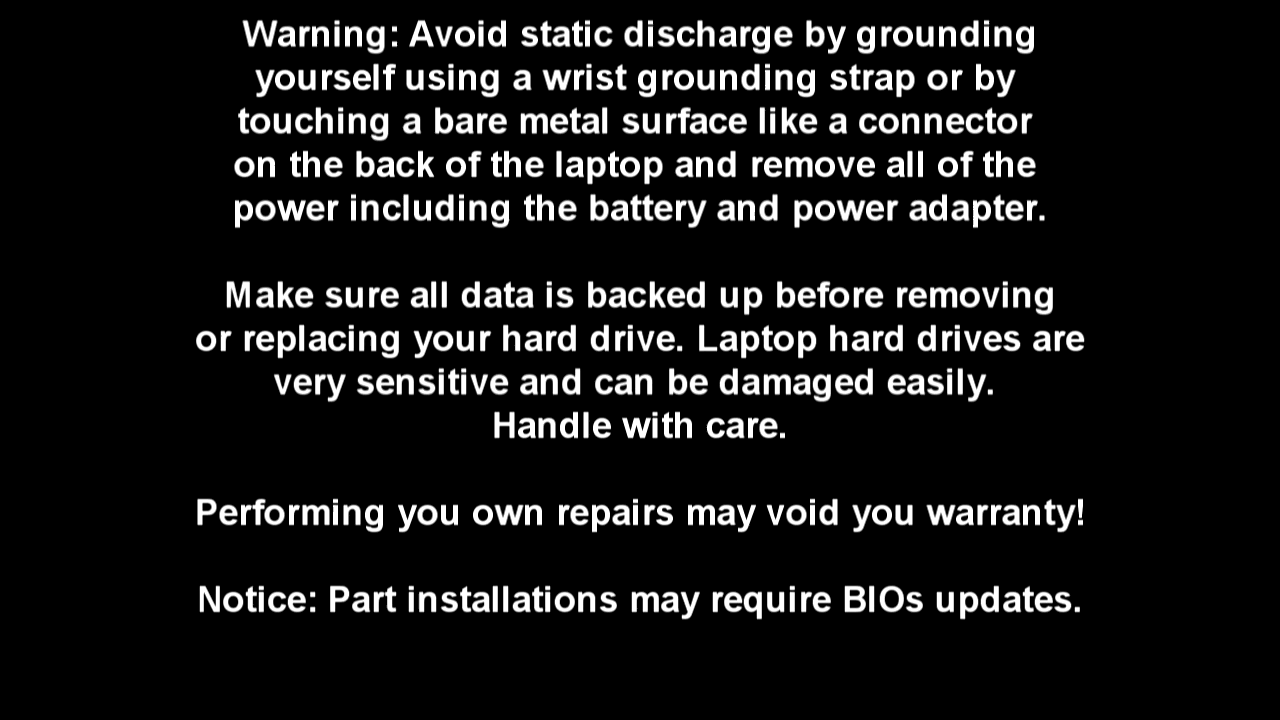 Warning: Avoid static discharge by grounding
yourself using a wrist grounding strap or by
touching a bare metal surface like a connector
on the back of the laptop and remove all of the
power including the battery and power adapter.
Make sure all data is backed up before removing
or replacing your hard drive. Laptop hard drives are
very sensitive and can be damaged easily.
Handle with care.
Performing you own repairs may void you warranty!
Notice: Part installations may require BIOs updates.